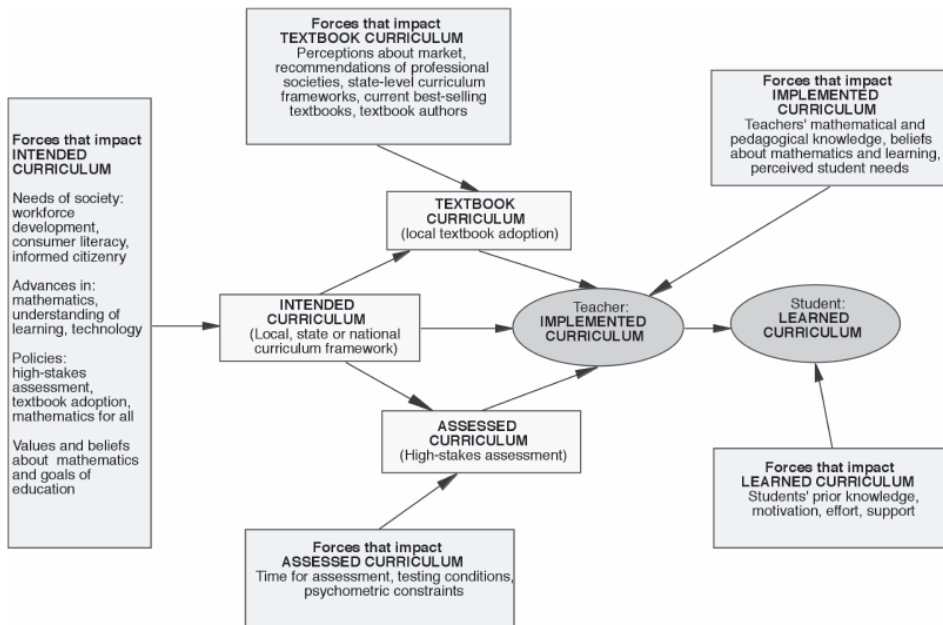 Forces that impact
TEXTBOOK CURRICULUM
Perceptions about market,
recommendations of professional
societies, state-level curriculum
frameworks, current best-selling
textbooks, textbook authors
Forces that impact
IMPLEMENTED
CURRICULUM
Teachers' mathematical and
pedagogical knowledge, beliefs
about mathematics and learning,
perceived student needs
Forces that impact
INTENDED
CURRICULUM
Needs of society:
workforce
development,
consumer literacy,
informed citizenry
Advances in:
mathematics,
understanding of
learning, technology
Policies:
high-stakes
assessment,
textbook adoption,
mathematics for all
Values and beliefs
about mathematics
and goals of
education
TEXTBOOK
CURRICULUM
(local textbook adoption)
INTENDED
CURRICULUM
(Local, state or national
curriculum framework)
Teacher:
IMPLEMENTED
CURRICULUM
Student:
LEARNED
CURRICULUM
ASSESSED
CURRICULUM
(High-stakes assessment)
Forces that impact
LEARNED CURRICULUM
Students' prior knowledge,
motivation, effort, support
Forces that impact
ASSESSED CURRICULUM
Time for assessment, testing conditions,
psychometric constraints